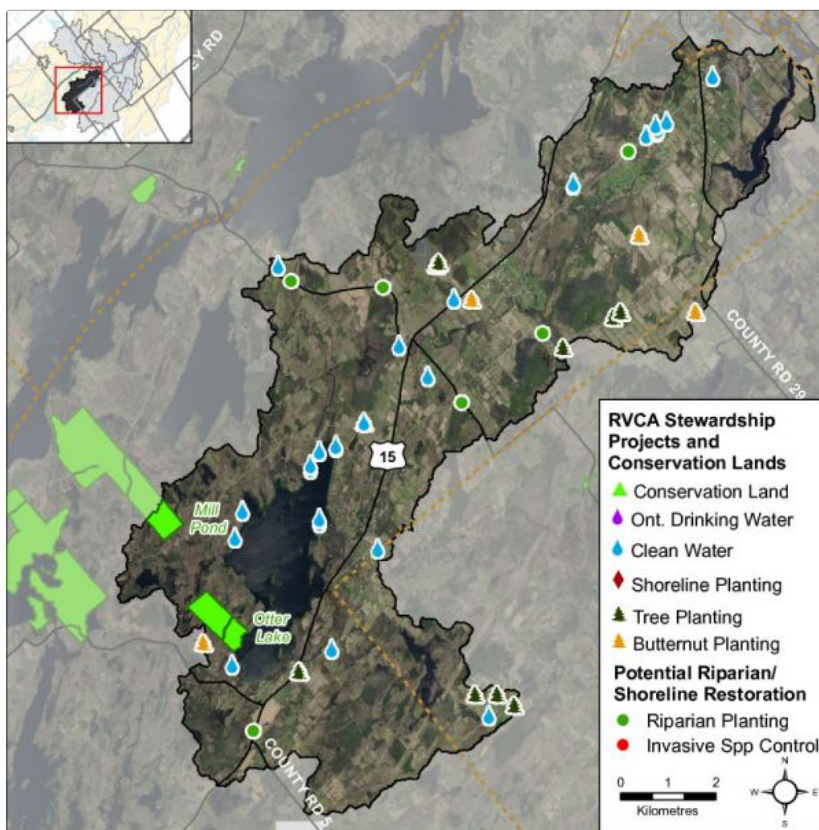 LY RD
COUNTY RD 29
15
Mill
Pond
Otter
Lake
COUNTY RD 5
RVCA Stewardship
Projects and
Conservation Lands
Conservation Land
Ont. Drinking Water
Clean Water
Shoreline Planting
Tree Planting
Butternut Planting
Potential Riparian/
Shoreline Restoration
Riparian Planting
Invasive Spp Control
0 1 2
Kilometres
N
W E
S